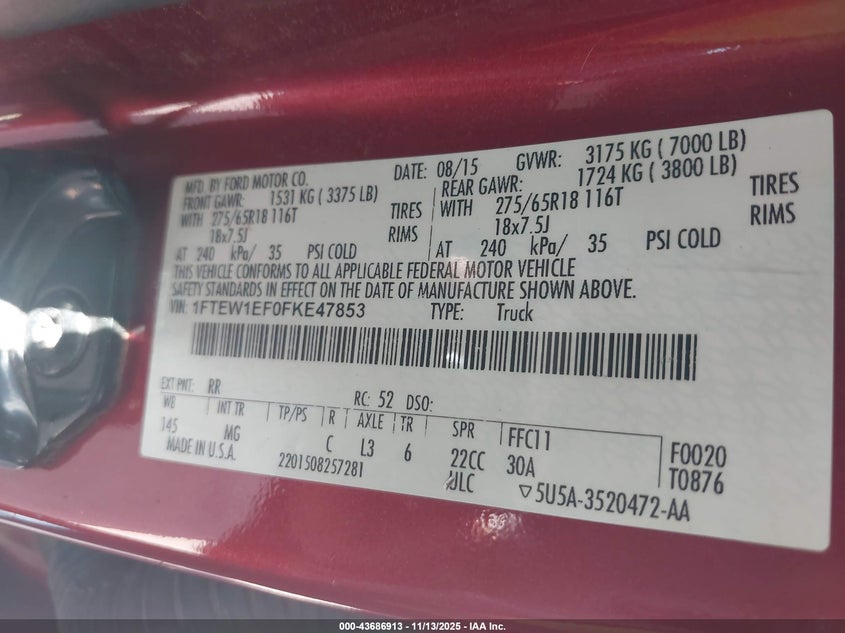 MFD. BY FORD MOTOR CO. DATE: 08/15 GVWR: 3175 KG ( 7000 LB)
FRONT GAWR: 1531 KG ( 3375 LB) REAR GAWR: 1724 KG ( 3800 LB)
WITH 275/65R18 116T TIRES WITH 275/65R18 116T TIRES
18x7.5J RIMS 18x7.5J RIMS
AT 240 kPa/ 35 PSI COLD AT 240 kPa/ 35 PSI COLD
THIS VEHICLE CONFORMS TO ALL APPLICABLE FEDERAL MOTOR VEHICLE
SAFETY STANDARDS IN EFFECT ON THE DATE OF MANUFACTURE SHOWN ABOVE.
VIN: 1FTEW1EF0FKE47853 TYPE: Truck
EXT PNT: RR RC: 52 DSO:
WB INT TR TP/PS R AXLE TR SPR FFC11 F0020
145 MG C L3 6 22CC 30A T0876
MADE IN U.S.A. 2201508257281 ULC ▽5U5A-3520472-AA
000-43686913 - 11/13/2025 - IAA Inc.